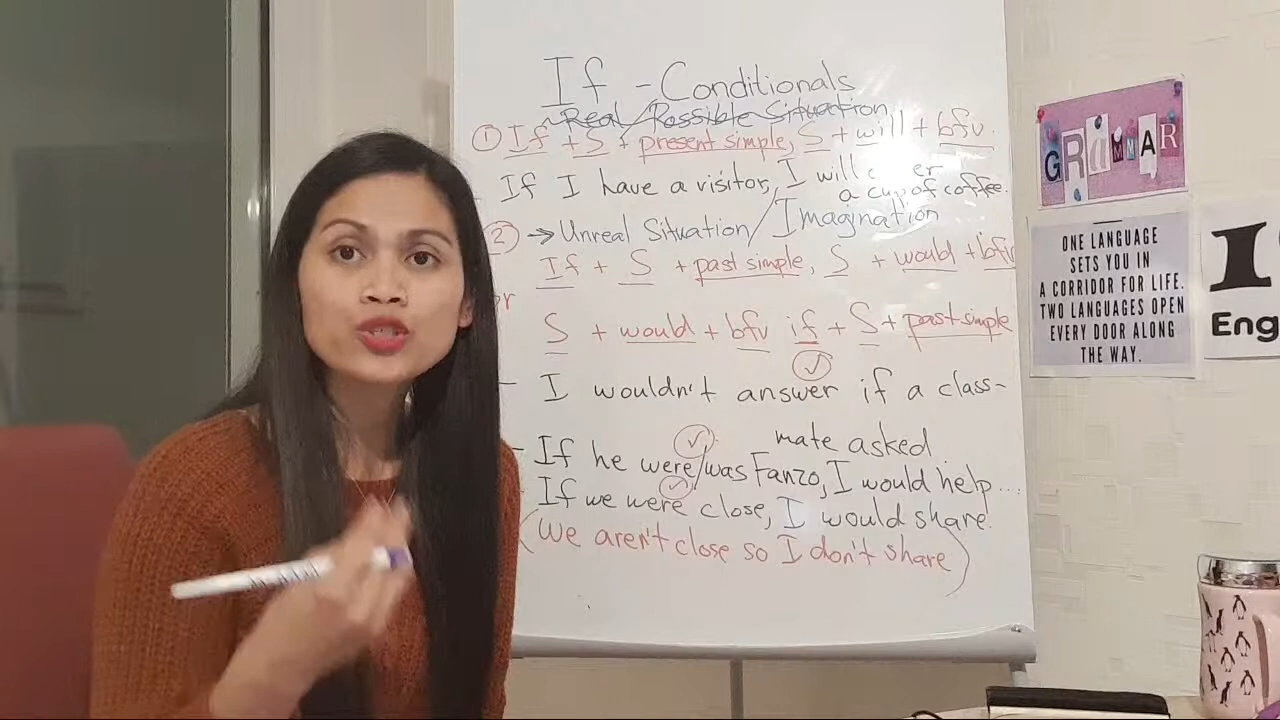 If - Conditionals
Real / Possible Situation
① If + S + present simple, S + will + bfv.
If I have a visitor, I will er
a cup of coffee.
② → Unreal Situation / Imagination
If + S + past simple, S + would + bfv
or
S + would + bfv if + S + past simple
- I wouldn't answer if a class-
mate asked.
- If he were/was Fanzo, I would help...
- If we were close, I would share.
(We aren't close so I don't share)
GRAMMAR
ONE LANGUAGE
SETS YOU IN
A CORRIDOR FOR LIFE.
TWO LANGUAGES OPEN
EVERY DOOR ALONG
THE WAY.
I
Eng